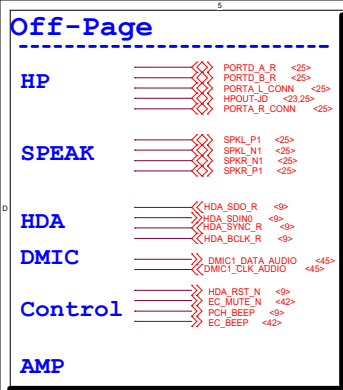 5
Off-Page
HP
PORTD_A_R <25>
PORTD_B_R <25>
PORTA_L_CONN <25>
HPOUT-JD <23,25>
PORTA_R_CONN <25>
SPEAK
SPKL_P1 <25>
SPKL_N1 <25>
SPKR_N1 <25>
SPKR_P1 <25>
D
HDA
HDA_SDO_R <9>
HDA_SDIN0 <9>
HDA_SYNC_R <9>
HDA_BCLK_R <9>
DMIC
DMIC1_DATA_AUDIO <45>
DMIC1_CLK_AUDIO <45>
Control
HDA_RST_N <9>
EC_MUTE_N <42>
PCH_BEEP <9>
EC_BEEP <42>
AMP